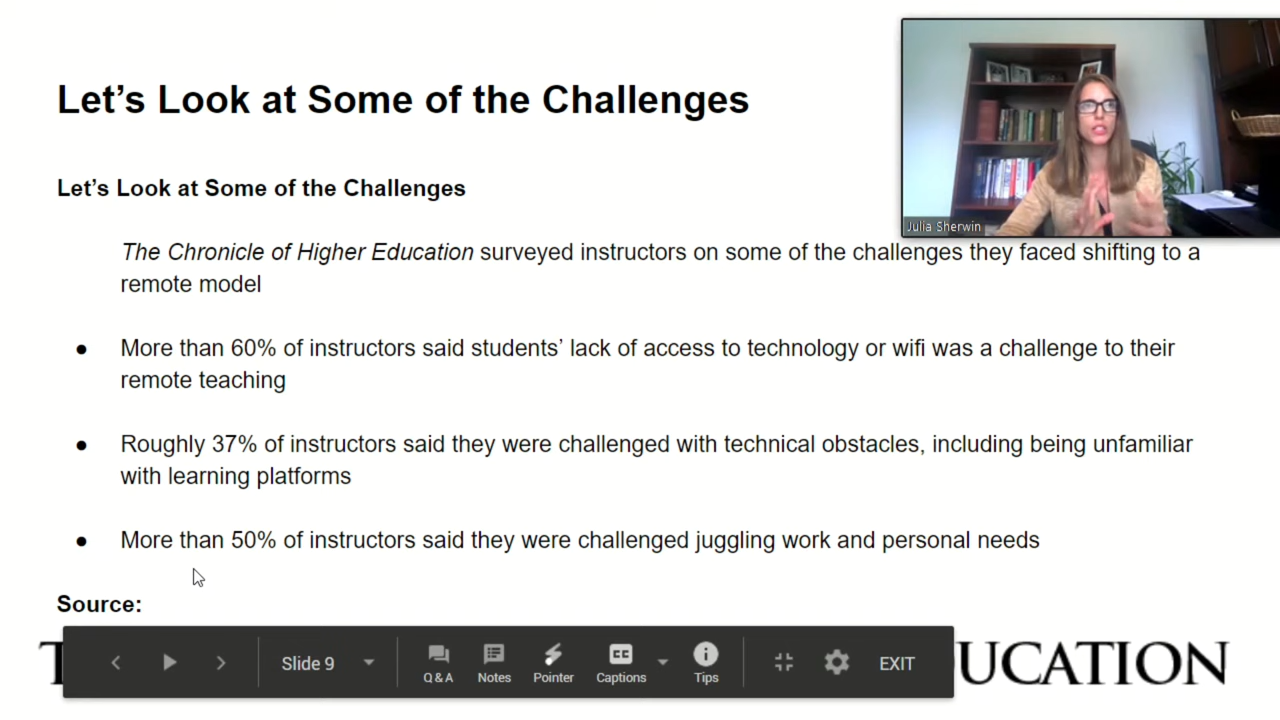 Let's Look at Some of the Challenges
Julia Sherwin
Let's Look at Some of the Challenges
The Chronicle of Higher Education surveyed instructors on some of the challenges they faced shifting to a
remote model
● More than 60% of instructors said students' lack of access to technology or wifi was a challenge to their
remote teaching
● Roughly 37% of instructors said they were challenged with technical obstacles, including being unfamiliar
with learning platforms
● More than 50% of instructors said they were challenged juggling work and personal needs
Source:
Slide 9
Q & A Notes Pointer Captions Tips
EXIT
UCATION